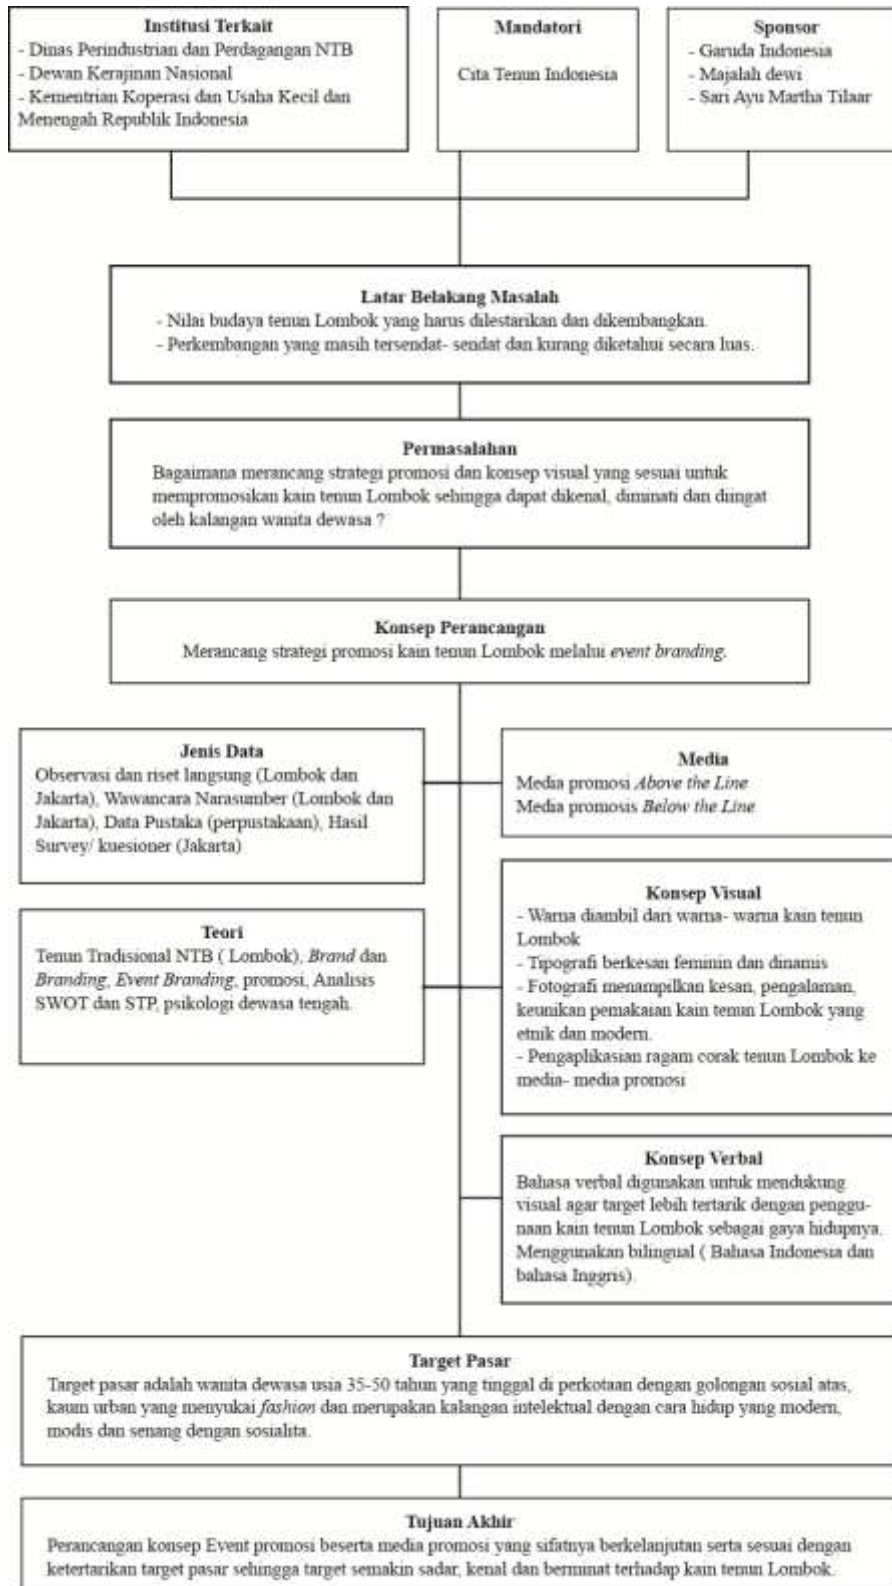 Institusi Terkait
- Dinas Perindustrian dan Perdagangan NTB
- Dewan Kerajinan Nasional
- Kementrian Koperasi dan Usaha Kecil dan
Menengah Republik Indonesia
Mandatori
Cita Tenun Indonesia
Sponsor
- Garuda Indonesia
- Majalah dewi
- Sari Ayu Martha Tilaar
Latar Belakang Masalah
- Nilai budaya tenun Lombok yang harus dilestarikan dan dikembangkan.
- Perkembangan yang masih tersendat- sendat dan kurang diketahui secara luas.
Permasalahan
Bagaimana merancang strategi promosi dan konsep visual yang sesuai untuk
mempromosikan kain tenun Lombok sehingga dapat dikenal, diminati dan diingat
oleh kalangan wanita dewasa ?
Konsep Perancangan
Merancang strategi promosi kain tenun Lombok melalui event branding.
Jenis Data
Observasi dan riset langsung (Lombok dan
Jakarta), Wawancara Narasumber (Lombok dan
Jakarta), Data Pustaka (perpustakaan), Hasil
Survey/ kuesioner (Jakarta)
Media
Media promosi Above the Line
Media promosis Below the Line
Teori
Tenun Tradisional NTB ( Lombok), Brand dan
Branding, Event Branding, promosi, Analisis
SWOT dan STP, psikologi dewasa tengah.
Konsep Visual
- Warna diambil dari warna- warna kain tenun
Lombok
- Tipografi berkesan feminin dan dinamis
- Fotografi menampilkan kesan, pengalaman,
keunikan pemakaian kain tenun Lombok yang
etnik dan modern.
- Pengaplikasian ragam corak tenun Lombok ke
media- media promosi
Konsep Verbal
Bahasa verbal digunakan untuk mendukung
visual agar target lebih tertarik dengan penggu-
naan kain tenun Lombok sebagai gaya hidupnya.
Menggunakan bilingual ( Bahasa Indonesia dan
bahasa Inggris).
Target Pasar
Target pasar adalah wanita dewasa usia 35-50 tahun yang tinggal di perkotaan dengan golongan sosial atas,
kaum urban yang menyukai fashion dan merupakan kalangan intelektual dengan cara hidup yang modern,
modis dan senang dengan sosialita.
Tujuan Akhir
Perancangan konsep Event promosi beserta media promosi yang sifatnya berkelanjutan serta sesuai dengan
ketertarikan target pasar sehingga target semakin sadar, kenal dan berminat terhadap kain tenun Lombok.